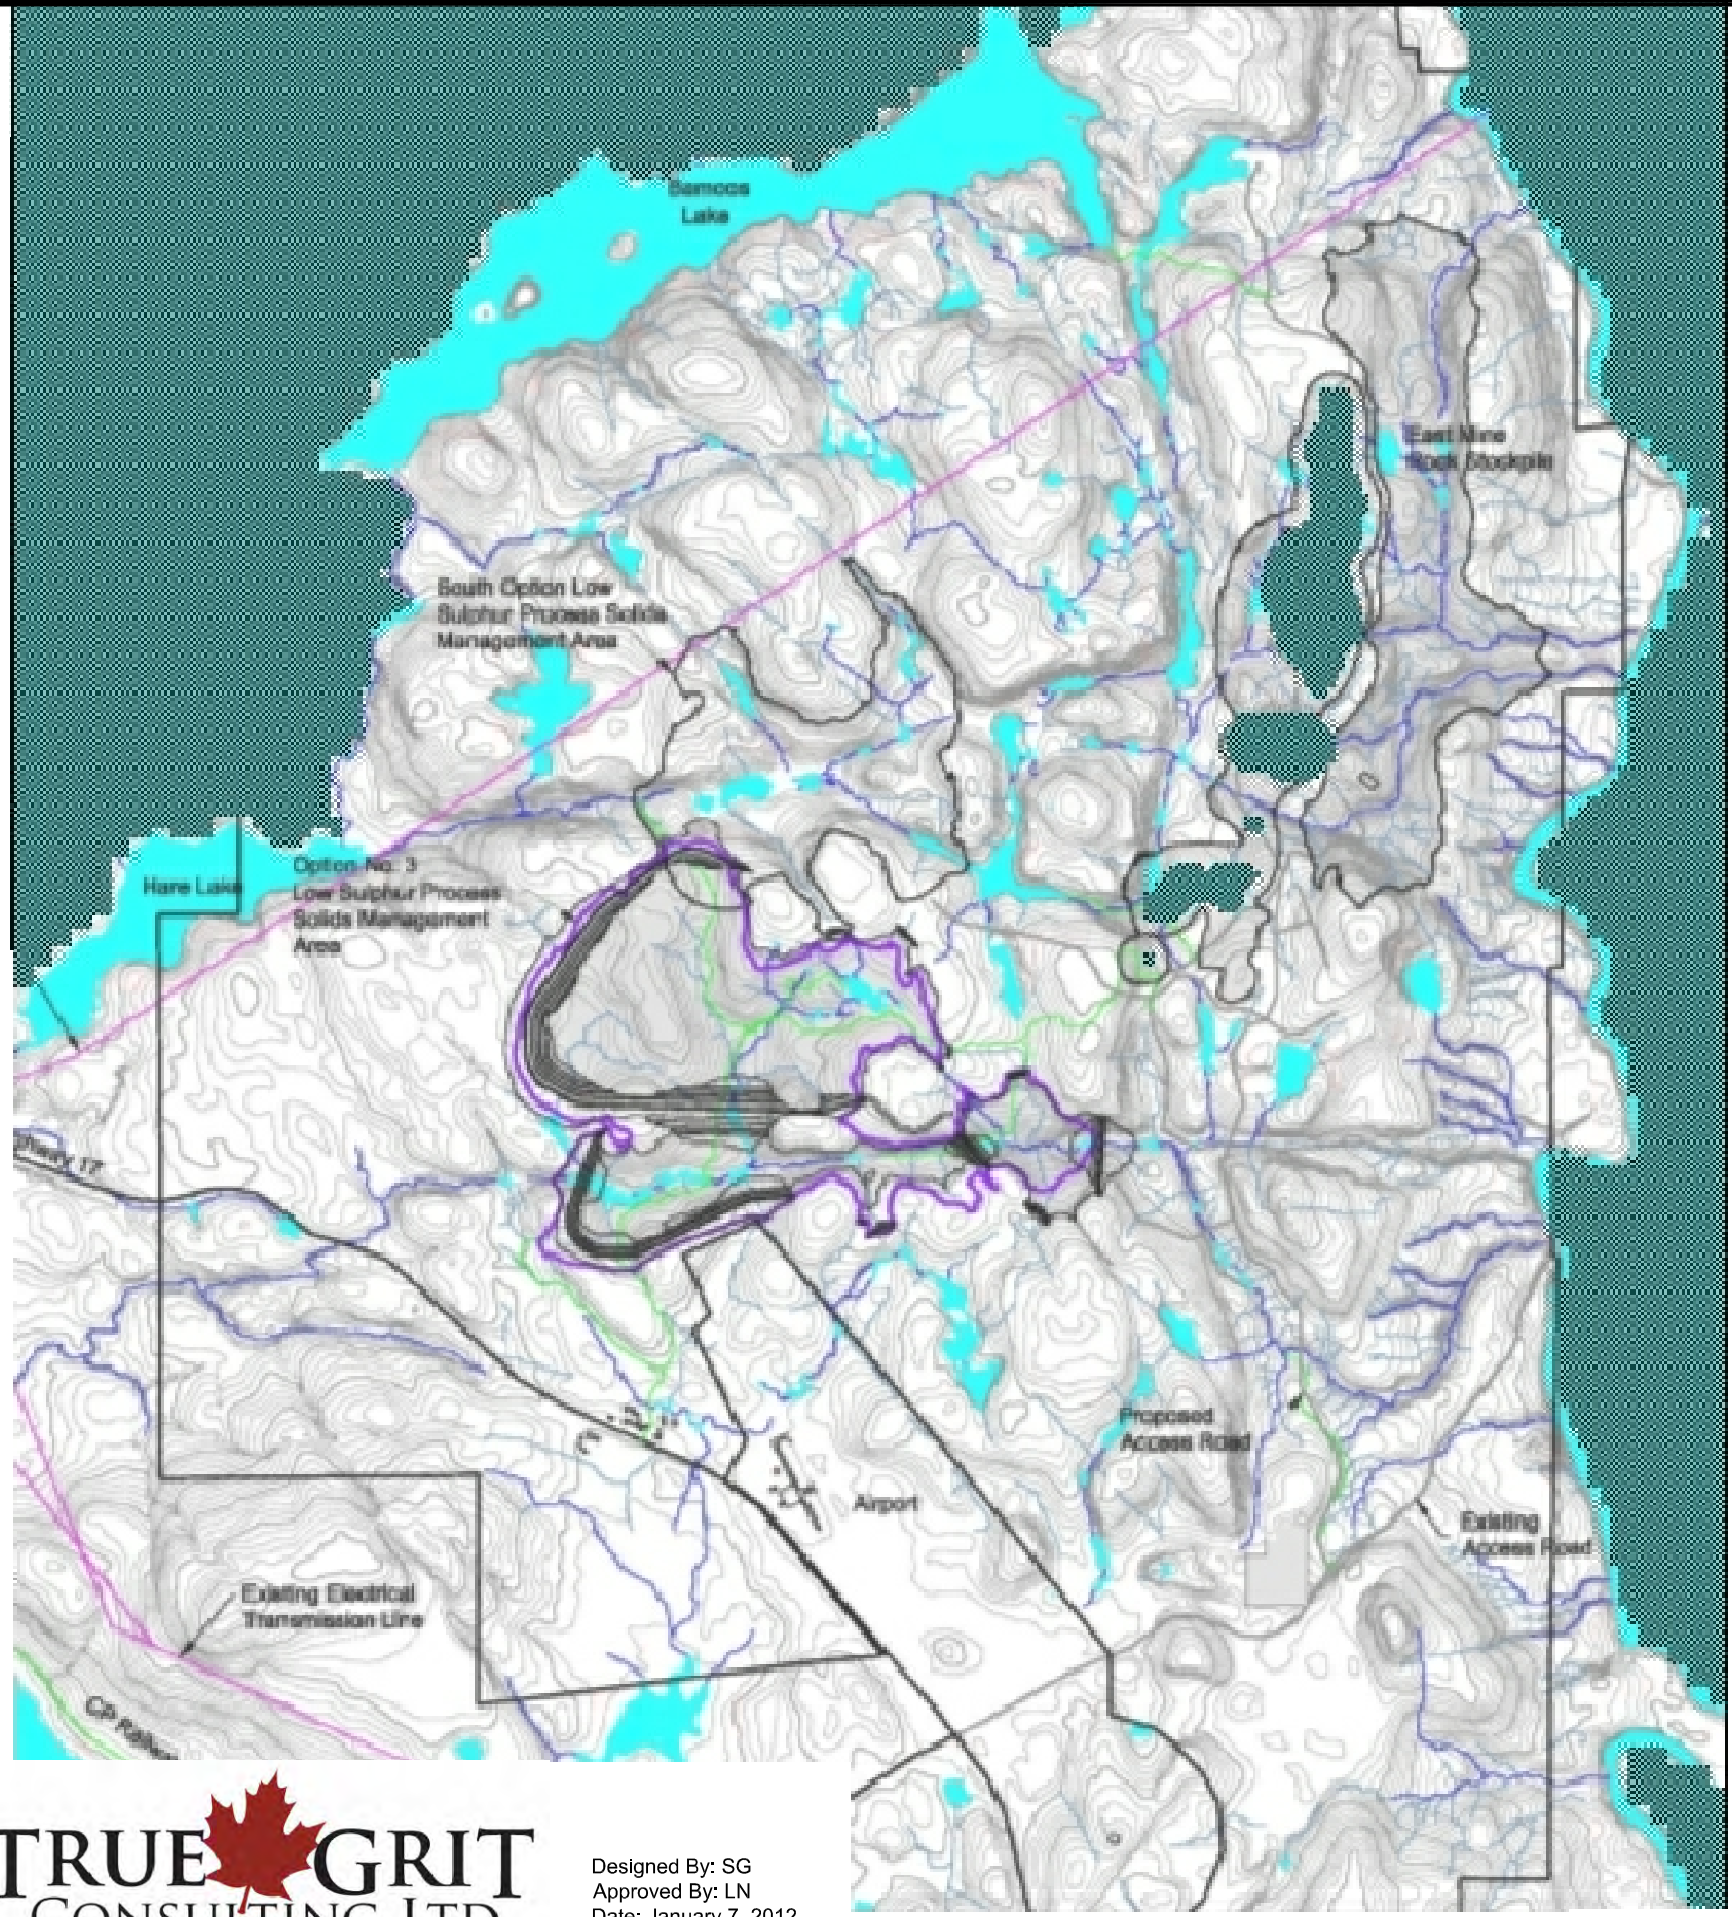 Bamoos
Lake
East Mine
Rock Stockpile
South Option Low
Sulphur Process Solids
Management Area
Hare Lake
Option No. 3
Low Sulphur Process
Solids Management
Area
Highway 17
Proposed
Access Road
Airport
Existing
Access Road
Existing Electrical
Transmission Line
CP Railway
TRUE GRIT
CONSULTING LTD
Designed By: SG
Approved By: LN
Date: January 7, 2012